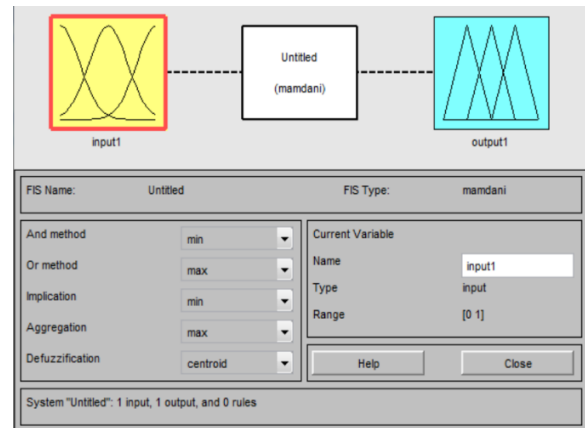 Untitled
(mamdani)
input1
output1
FIS Name: Untitled FIS Type: mamdani
And method min
Or method max
Implication min
Aggregation max
Defuzzification centroid
Current Variable
Name input1
Type input
Range [0 1]
Help Close
System "Untitled": 1 input, 1 output, and 0 rules